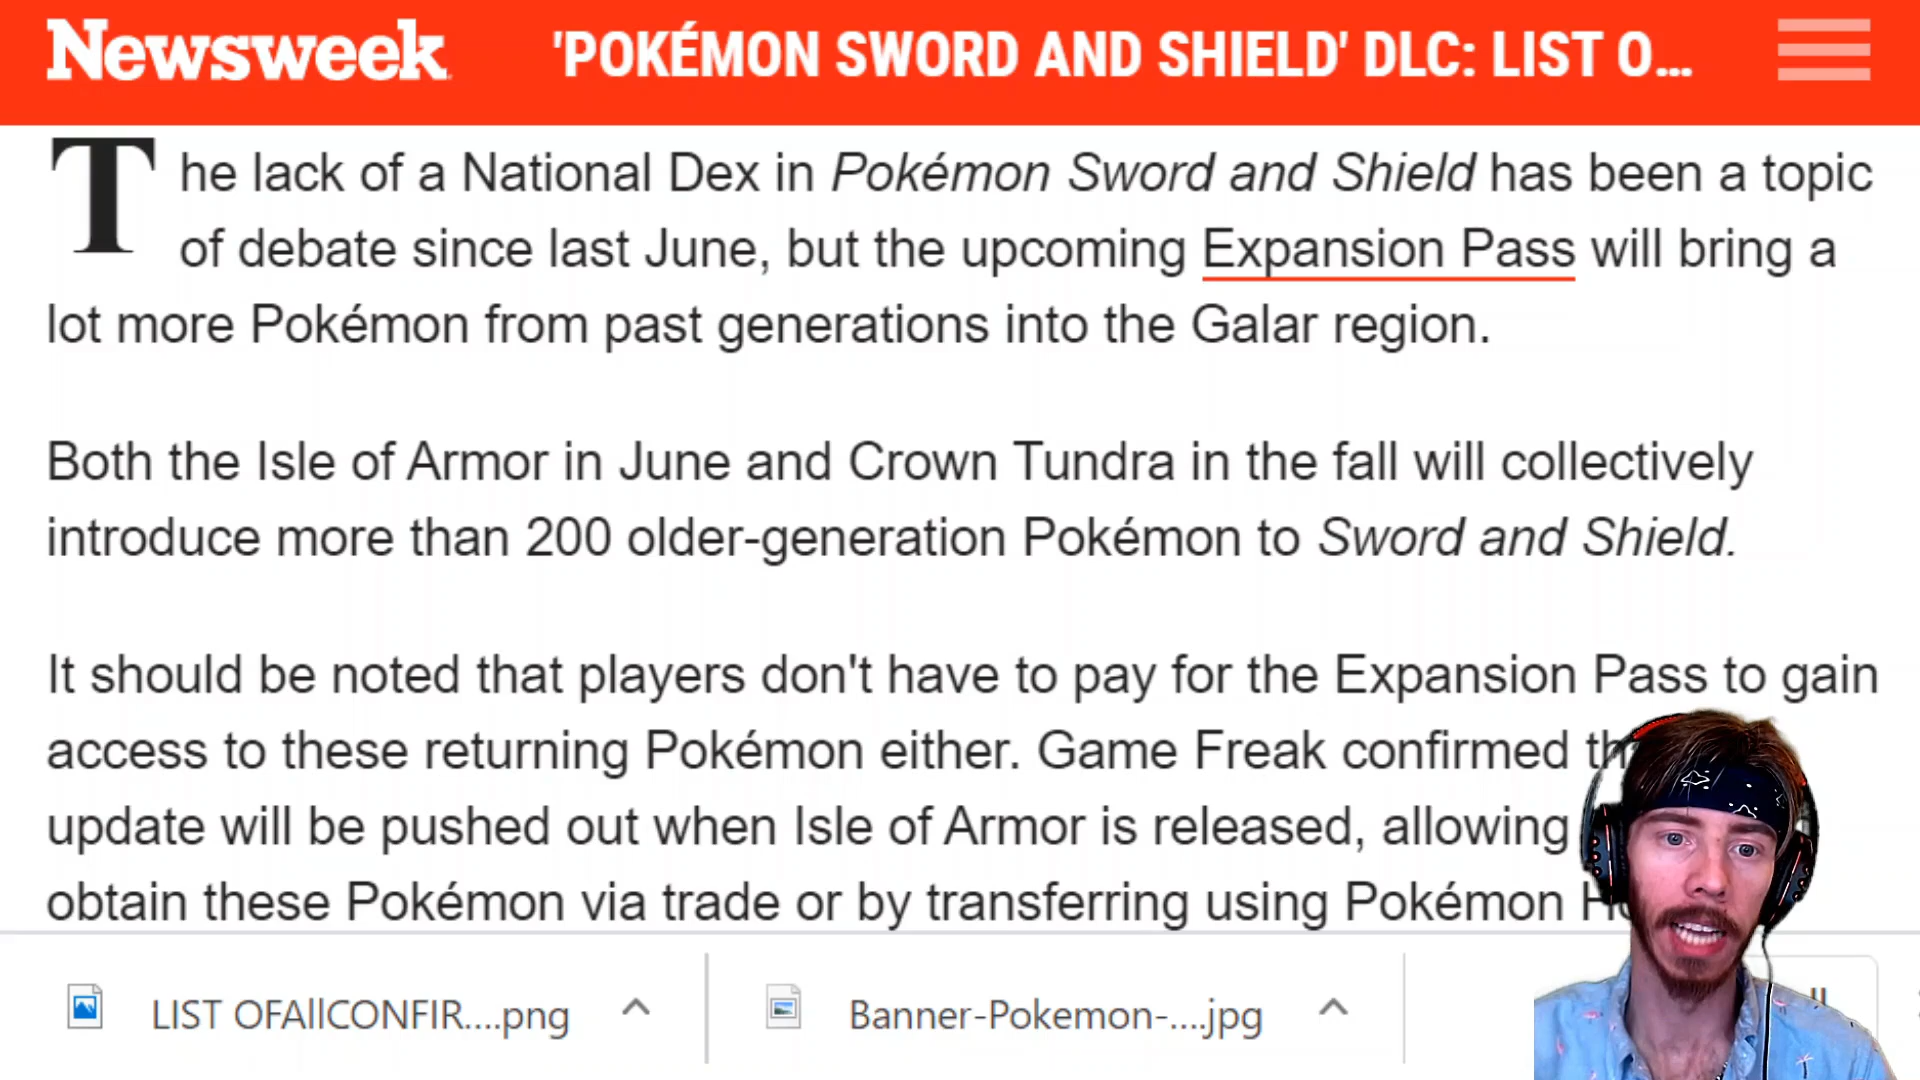 Newsweek
'POKÉMON SWORD AND SHIELD' DLC: LIST O...
The lack of a National Dex in Pokémon Sword and Shield has been a topic
of debate since last June, but the upcoming Expansion Pass will bring a
lot more Pokémon from past generations into the Galar region.
Both the Isle of Armor in June and Crown Tundra in the fall will collectively
introduce more than 200 older-generation Pokémon to Sword and Shield.
It should be noted that players don't have to pay for the Expansion Pass to gain
access to these returning Pokémon either. Game Freak confirmed
update will be pushed out when Isle of Armor is released, allowing
obtain these Pokémon via trade or by transferring using Pokémon
LIST OFAllCONFIR....png
Banner-Pokemon-....jpg